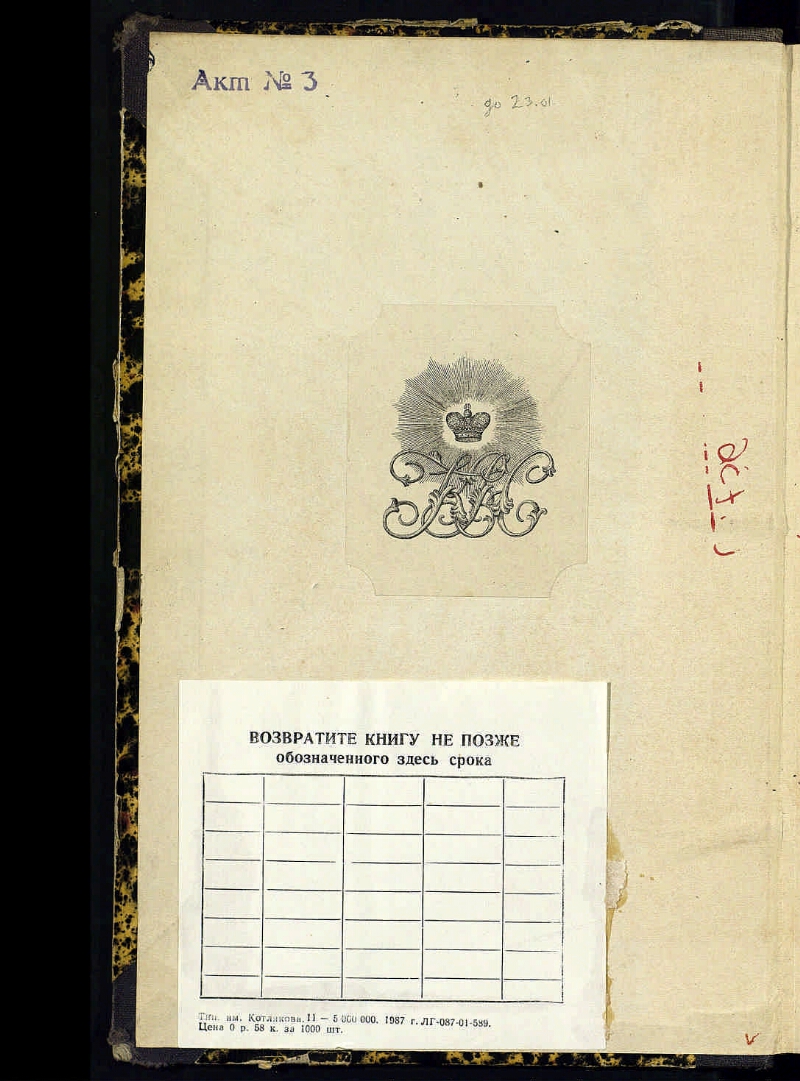 Акт № 3
до 23.01
ВОЗВРАТИТЕ КНИГУ НЕ ПОЗЖЕ
обозначенного здесь срока
Тип. им. Котлякова. 11 — 5 000 000. 1987 г. ЛГ-087-01-589.
Цена 0 р. 58 к. за 1000 шт.